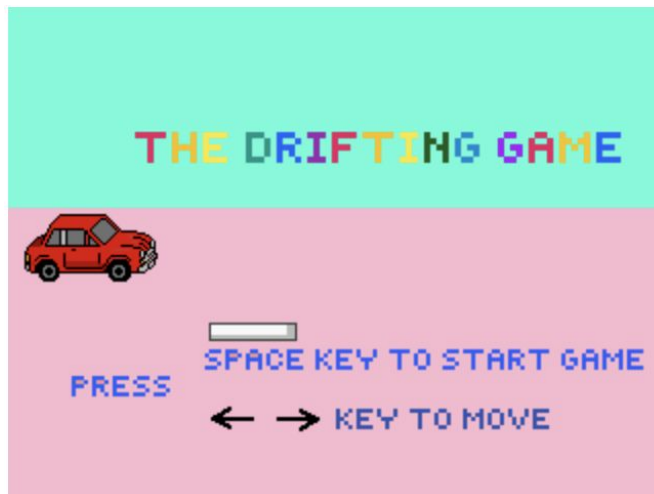 THE DRIFTING GAME
SPACE KEY TO START GAME
PRESS
KEY TO MOVE